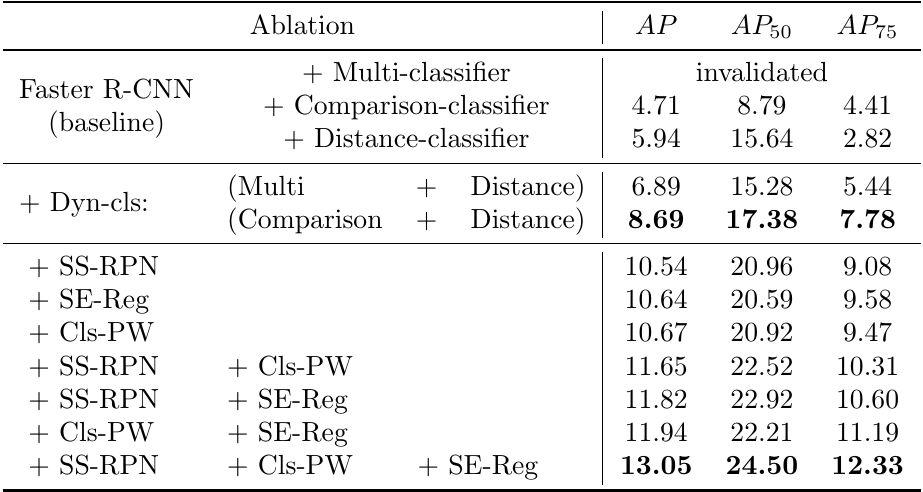 Ablation AP AP50 AP75
Faster R-CNN (baseline) + Multi-classifier invalidated
+ Comparison-classifier 4.71 8.79 4.41
+ Distance-classifier 5.94 15.64 2.82
+ Dyn-cls: (Multi + Distance) 6.89 15.28 5.44
(Comparison + Distance) 8.69 17.38 7.78
+ SS-RPN 10.54 20.96 9.08
+ SE-Reg 10.64 20.59 9.58
+ Cls-PW 10.67 20.92 9.47
+ SS-RPN + Cls-PW 11.65 22.52 10.31
+ SS-RPN + SE-Reg 11.82 22.92 10.60
+ Cls-PW + SE-Reg 11.94 22.21 11.19
+ SS-RPN + Cls-PW + SE-Reg 13.05 24.50 12.33